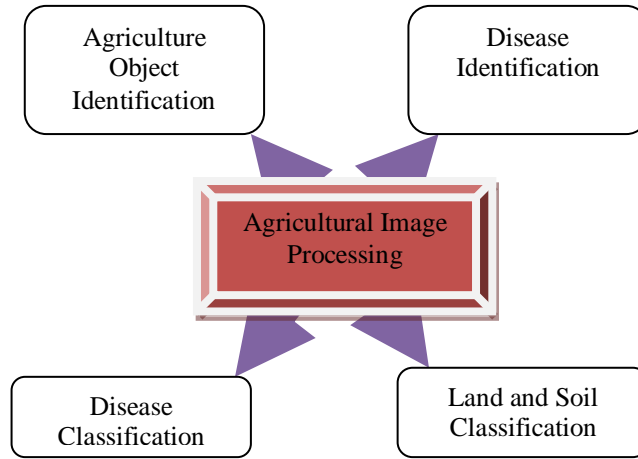 Agriculture
Object
Identification
Disease
Identification
Agricultural Image
Processing
Disease
Classification
Land and Soil
Classification